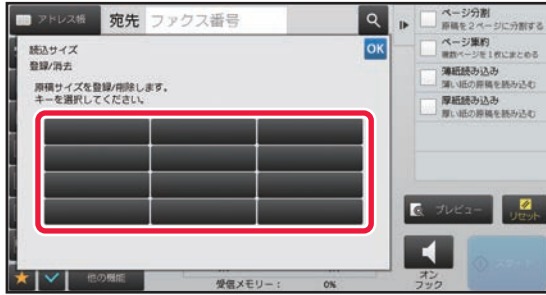 アドレス帳
宛先
ファクス番号
読込サイズ
登録/消去
OK
原稿サイズを登録/削除します。
キーを選択してください。
ページ分割
原稿を2ページに分割する
ページ集約
複数ページを1枚にまとめる
薄紙読み込み
薄い紙の原稿を読み込む
厚紙読み込み
厚い紙の原稿を読み込む
プレビュー
リセット
他の機能
受信メモリー：
0%
オン
フック
スタート